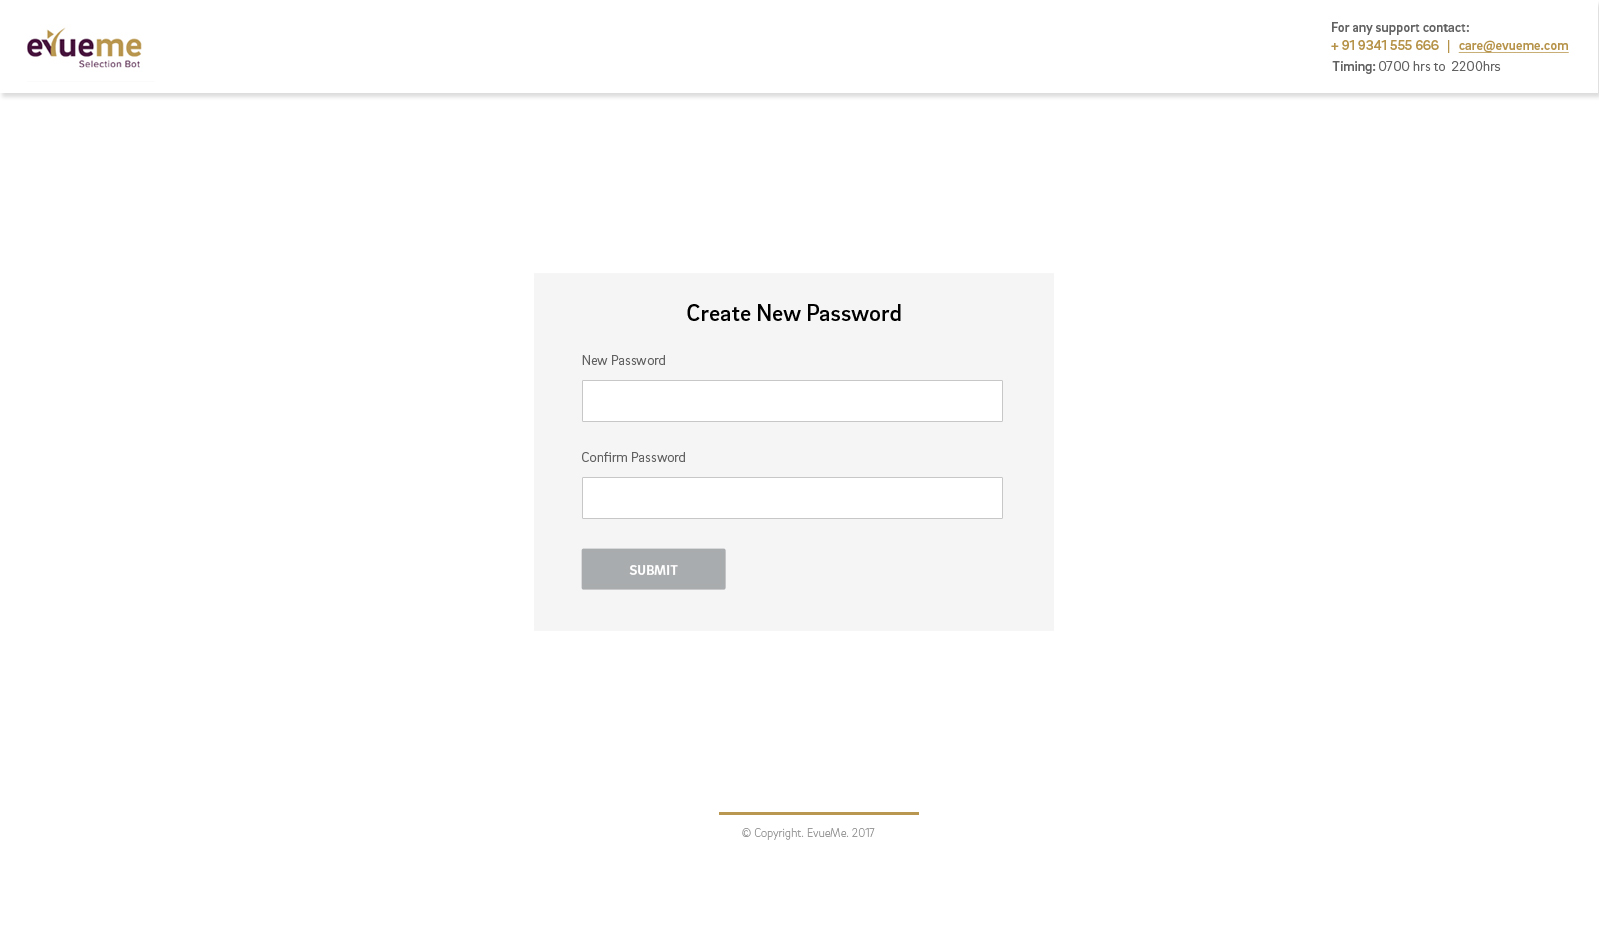 evueme
Selection Bot
For any support contact:
+ 91 9341 555 666 | care@evueme.com
Timing: 0700 hrs to 2200hrs
Create New Password
New Password
Confirm Password
SUBMIT
© Copyright. EvueMe. 2017